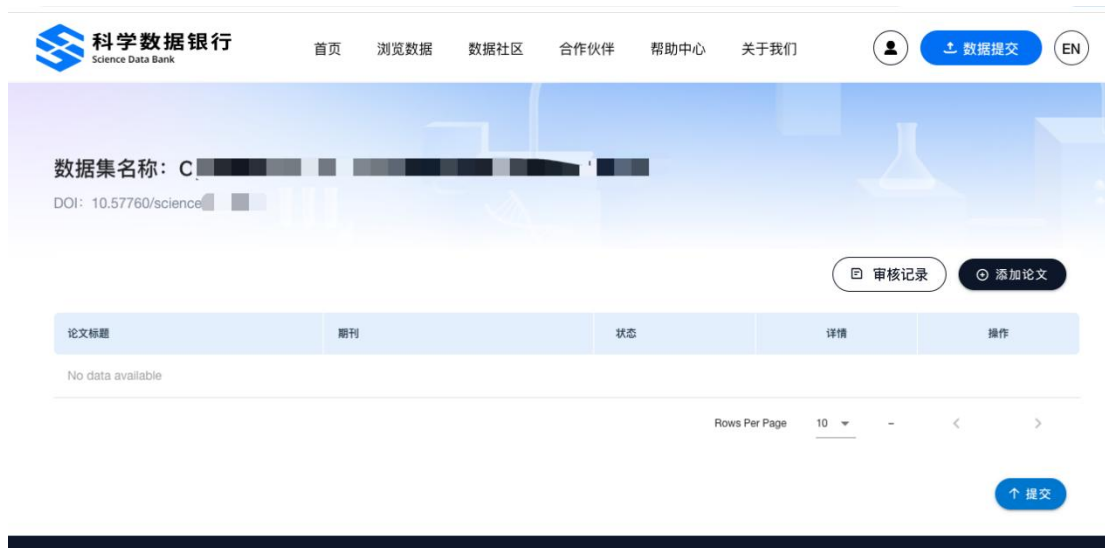 科学数据银行
Science Data Bank
首页 浏览数据 数据社区 合作伙伴 帮助中心 关于我们 数据提交 EN
数据集名称：C
DOI：10.57760/science
审核记录 添加论文
论文标题 期刊 状态 详情 操作
No data available
Rows Per Page 10 – < >
提交